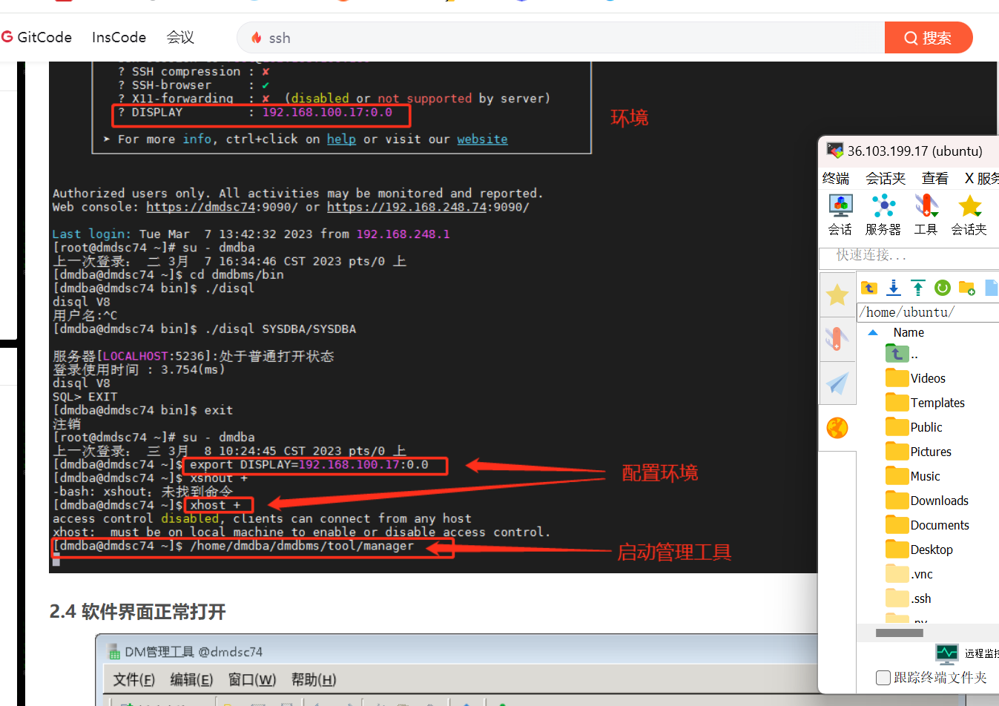 GitCode InsCode 会议 ssh 搜索
? SSH compression : ✘
? SSH-browser : ✔
? X11-forwarding : ✘ (disabled or not supported by server)
? DISPLAY : 192.168.100.17:0.0
环境
➤ For more info, ctrl+click on help or visit our website
Authorized users only. All activities may be monitored and reported.
Web console: https://dmdsc74:9090/ or https://192.168.248.74:9090/
Last login: Tue Mar  7 13:42:32 2023 from 192.168.248.1
[root@dmdsc74 ~]# su - dmdba
上一次登录： 二 3月  7 16:34:46 CST 2023 pts/0 上
[dmdba@dmdsc74 ~]$ cd dmdbms/bin
[dmdba@dmdsc74 bin]$ ./disql
disql V8
用户名:^C
[dmdba@dmdsc74 bin]$ ./disql SYSDBA/SYSDBA
服务器[LOCALHOST:5236]:处于普通打开状态
登录使用时间 : 3.754(ms)
disql V8
SQL> EXIT
[dmdba@dmdsc74 bin]$ exit
注销
[root@dmdsc74 ~]# su - dmdba
上一次登录： 三 3月  8 10:24:45 CST 2023 pts/0 上
[dmdba@dmdsc74 ~]$ export DISPLAY=192.168.100.17:0.0
[dmdba@dmdsc74 ~]$ xshout +
-bash: xshout：未找到命令
配置环境
[dmdba@dmdsc74 ~]$ xhost +
access control disabled, clients can connect from any host
xhost:  must be on local machine to enable or disable access control.
[dmdba@dmdsc74 ~]$ /home/dmdba/dmdbms/tool/manager
启动管理工具
2.4 软件界面正常打开
DM管理工具 @dmdsc74
文件(F) 编辑(E) 窗口(W) 帮助(H)
36.103.199.17 (ubuntu)
终端 会话夹 查看 X 服务
会话 服务器 工具 会话夹
快速连接...
/home/ubuntu/
Name
..
Videos
Templates
Public
Pictures
Music
Downloads
Documents
Desktop
.vnc
.ssh
远程监控
跟踪终端文件夹